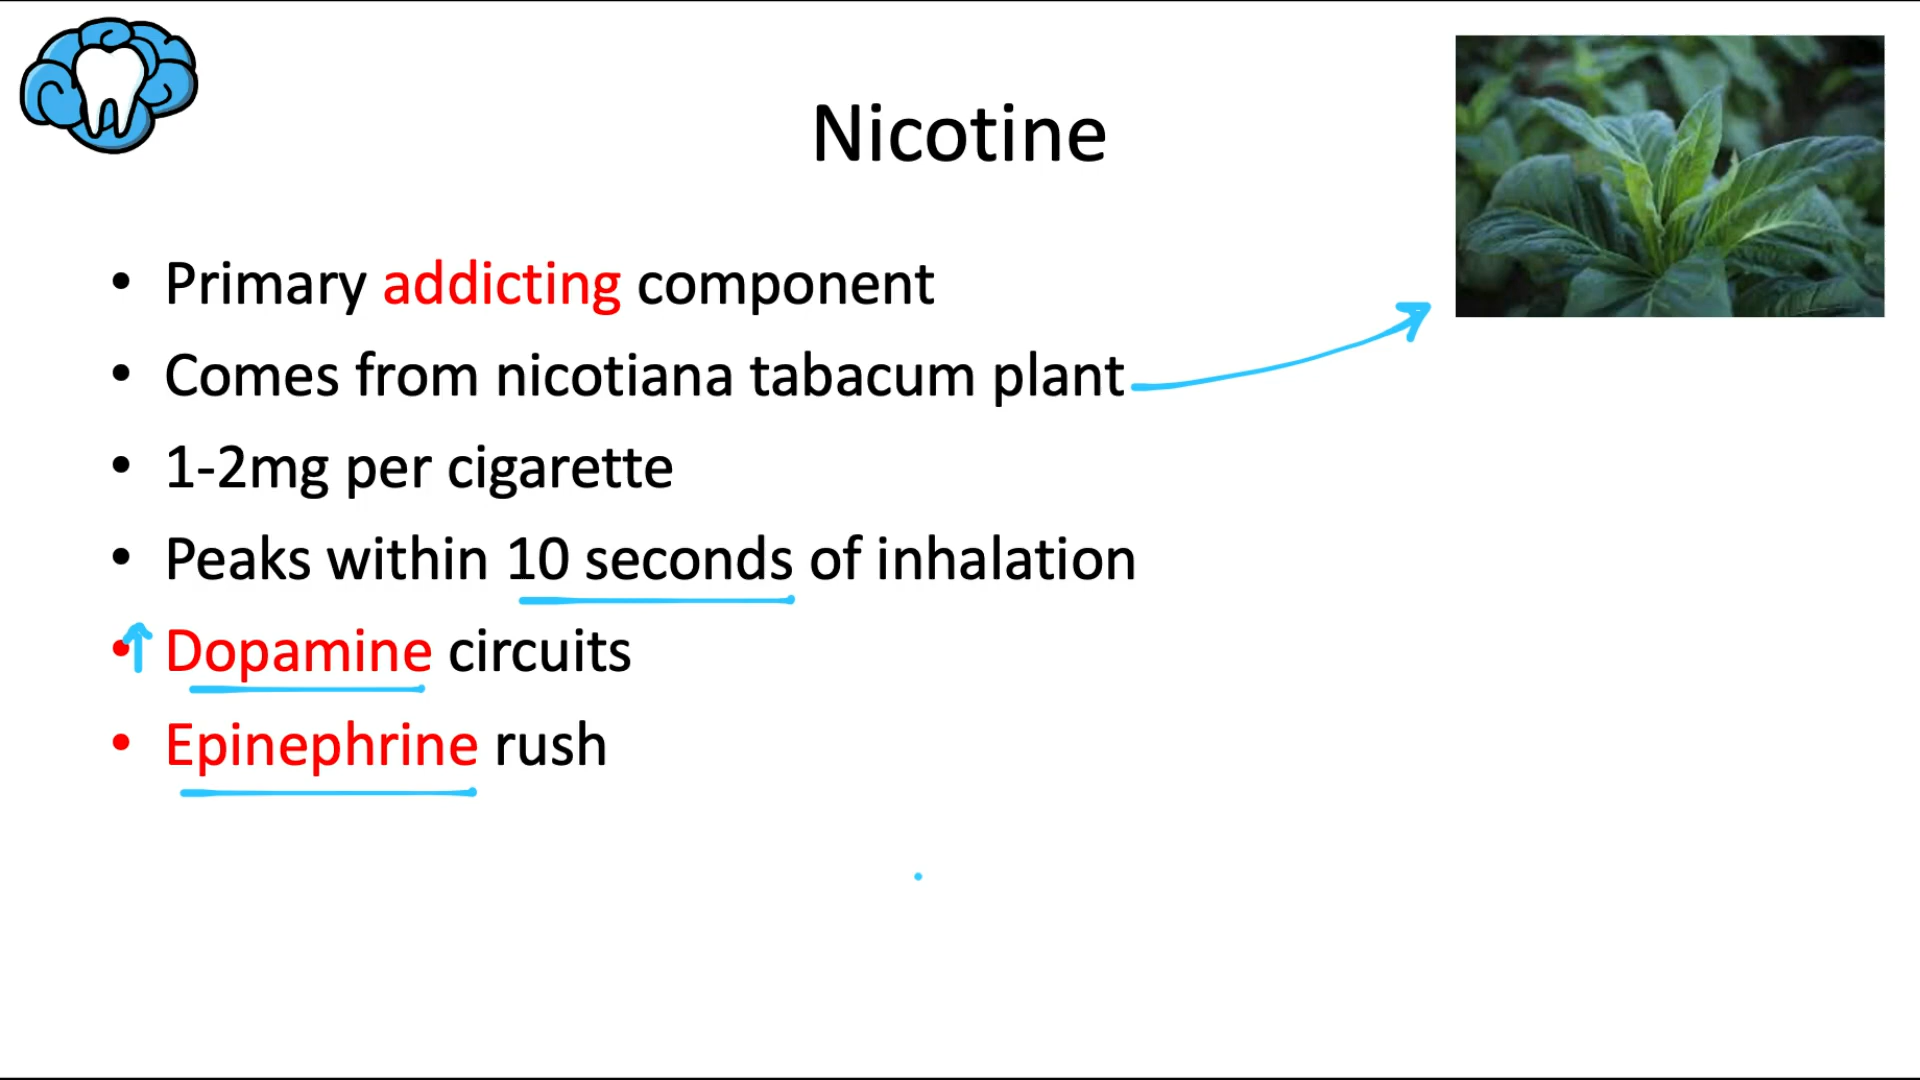 Nicotine
• Primary addicting component
• Comes from nicotiana tabacum plant
• 1-2mg per cigarette
• Peaks within 10 seconds of inhalation
• ↑ Dopamine circuits
• Epinephrine rush